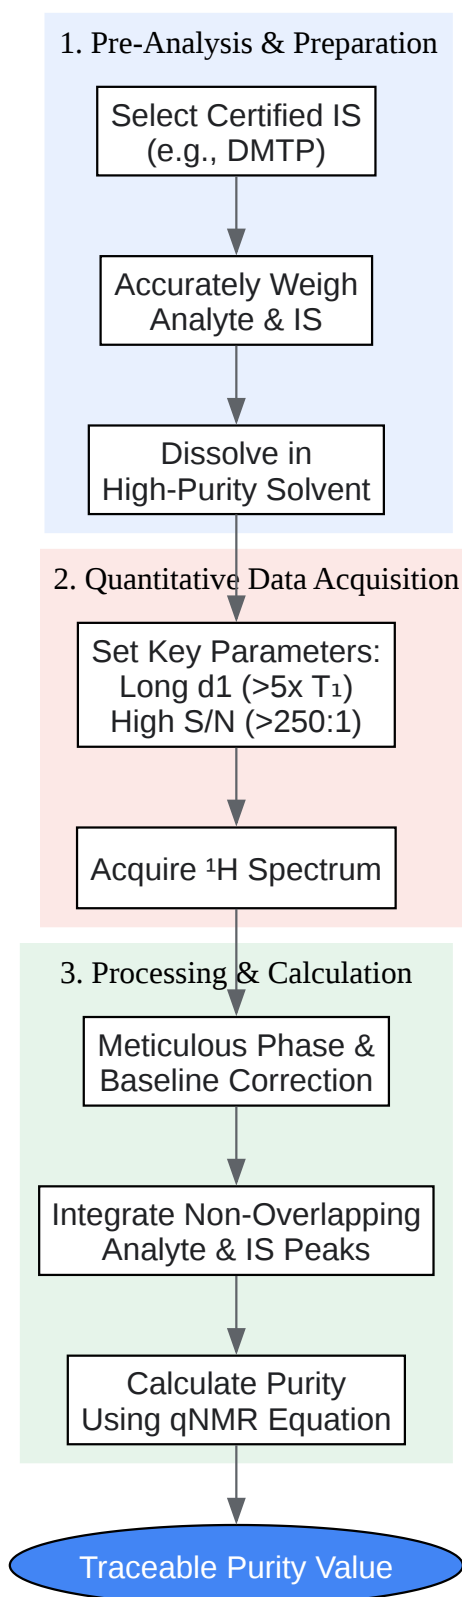 1. Pre-Analysis & Preparation
Select Certified IS
(e.g., DMTP)
Accurately Weigh
Analyte & IS
Dissolve in
High-Purity Solvent
2. Quantitative Data Acquisition
Set Key Parameters:
Long d1 (>5x T₁)
High S/N (>250:1)
Acquire ¹H Spectrum
3. Processing & Calculation
Meticulous Phase &
Baseline Correction
Integrate Non-Overlapping
Analyte & IS Peaks
Calculate Purity
Using qNMR Equation
Traceable Purity Value